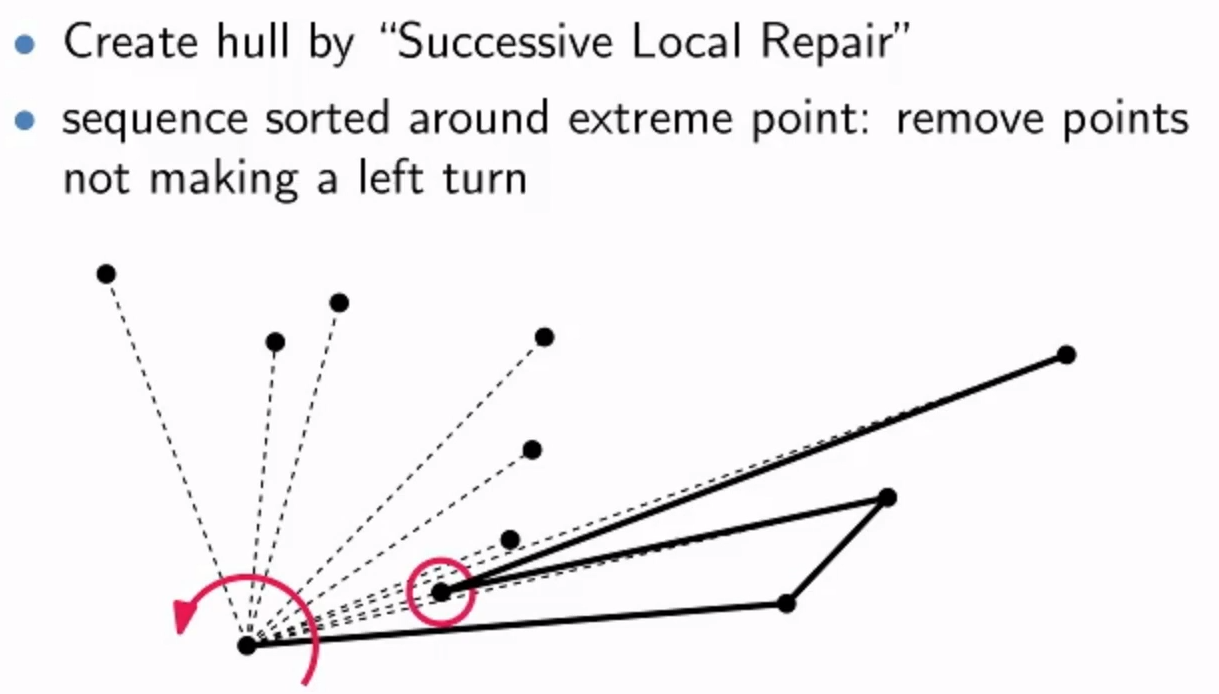 Create hull by “Successive Local Repair”
sequence sorted around extreme point: remove points
not making a left turn